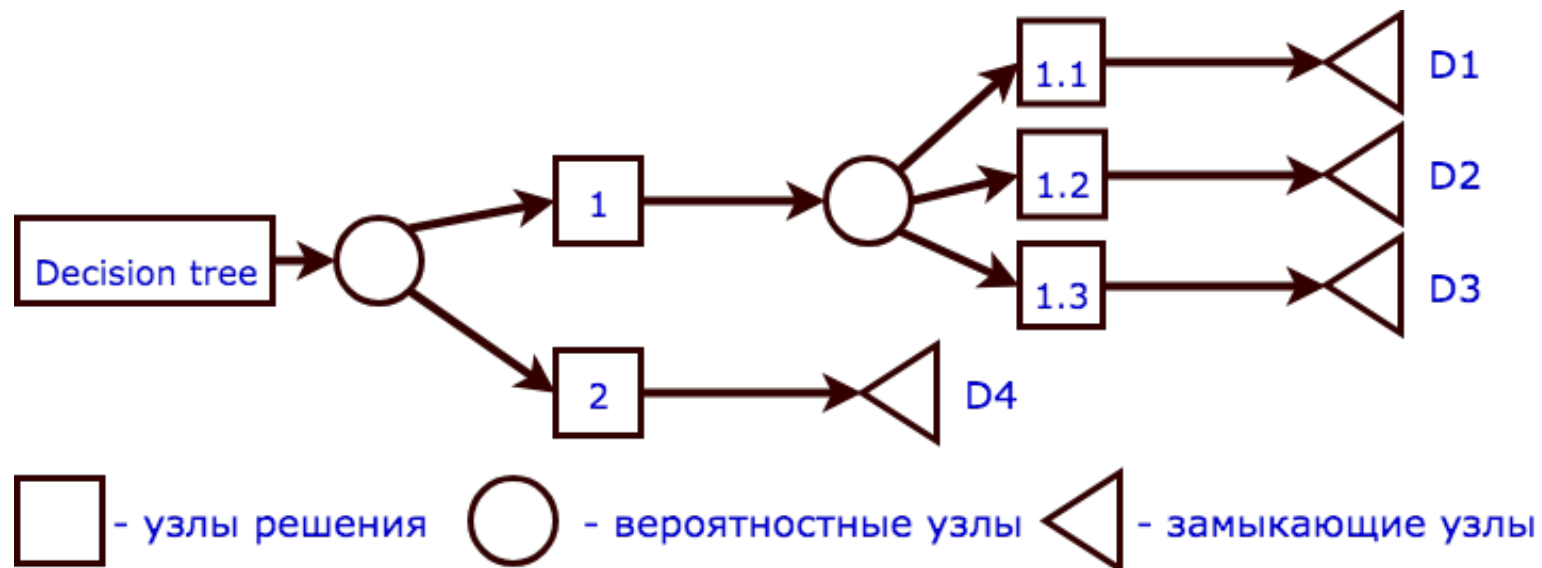 1.1
D1
1.2
D2
1
Decision tree
1.3
D3
2
D4
- узлы решения
- вероятностные узлы
- замыкающие узлы